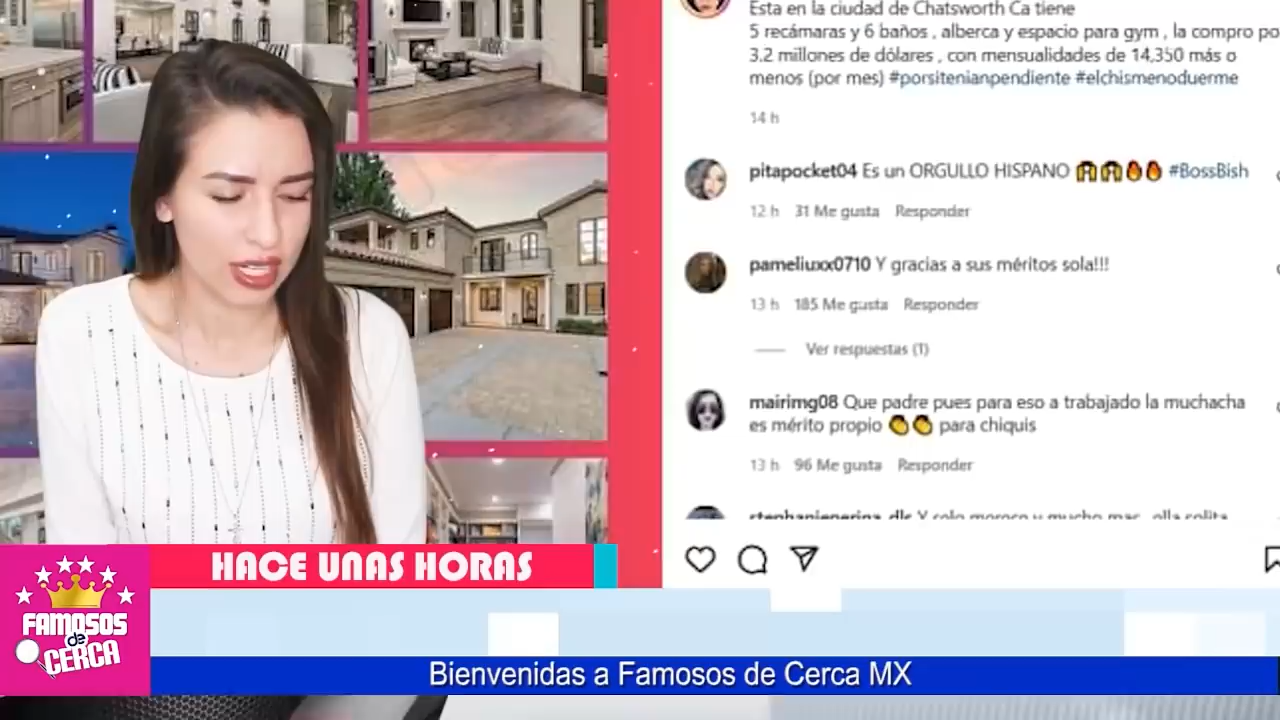 Esta en la ciudad de Chatsworth Ca tiene
5 recámaras y 6 baños , alberca y espacio para gym , la compro po
3.2 millones de dólares , con mensualidades de 14,350 más o
menos (por mes) #porsitenianpendiente #elchismenoduerme
14 h
pitapocket04 Es un ORGULLO HISPANO 🙌🙌🔥🔥 #BossBish
12 h 31 Me gusta Responder
pameliuxx0710 Y gracias a sus méritos sola!!!
13 h 185 Me gusta Responder
Ver respuestas (1)
mairimg08 Que padre pues para eso a trabajado la muchacha
es mérito propio 👏👏 para chiquis
13 h 96 Me gusta Responder
HACE UNAS HORAS
FAMOSOS
de
CERCA
Bienvenidas a Famosos de Cerca MX